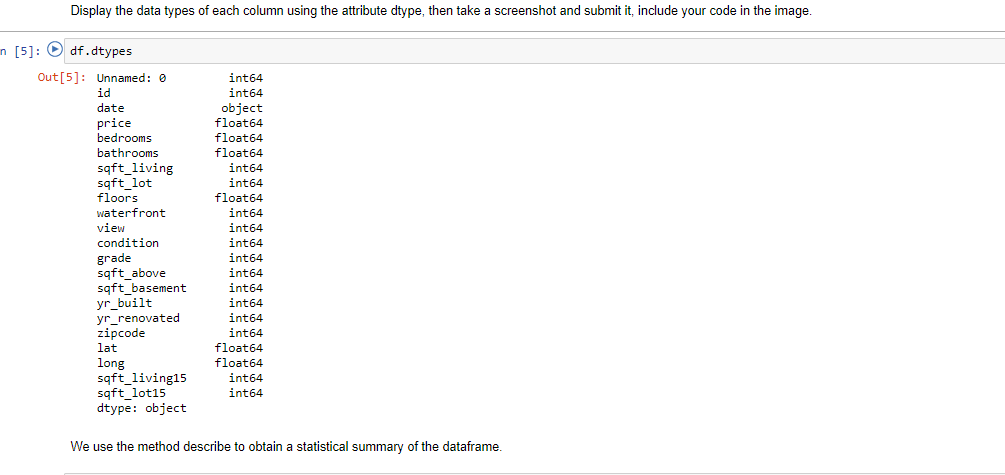 Display the data types of each column using the attribute dtype, then take a screenshot and submit it, include your code in the image.
n [5]: df.dtypes
Out[5]: Unnamed: 0 int64
id int64
date object
price float64
bedrooms float64
bathrooms float64
sqft_living int64
sqft_lot int64
floors float64
waterfront int64
view int64
condition int64
grade int64
sqft_above int64
sqft_basement int64
yr_built int64
yr_renovated int64
zipcode int64
lat float64
long float64
sqft_living15 int64
sqft_lot15 int64
dtype: object
We use the method describe to obtain a statistical summary of the dataframe.